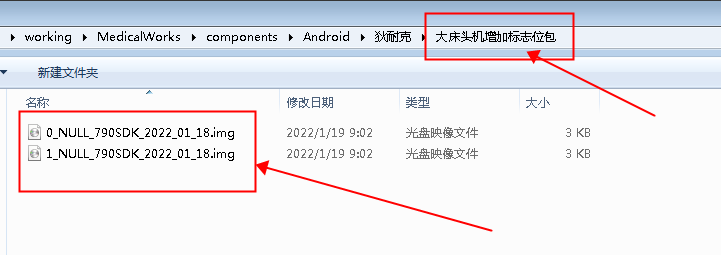 working MedicalWorks components Android 狄耐克 大床头机增加标志位包
新建文件夹
名称 修改日期 类型 大小
0_NULL_790SDK_2022_01_18.img 2022/1/19 9:02 光盘映像文件 3 KB
1_NULL_790SDK_2022_01_18.img 2022/1/19 9:02 光盘映像文件 3 KB